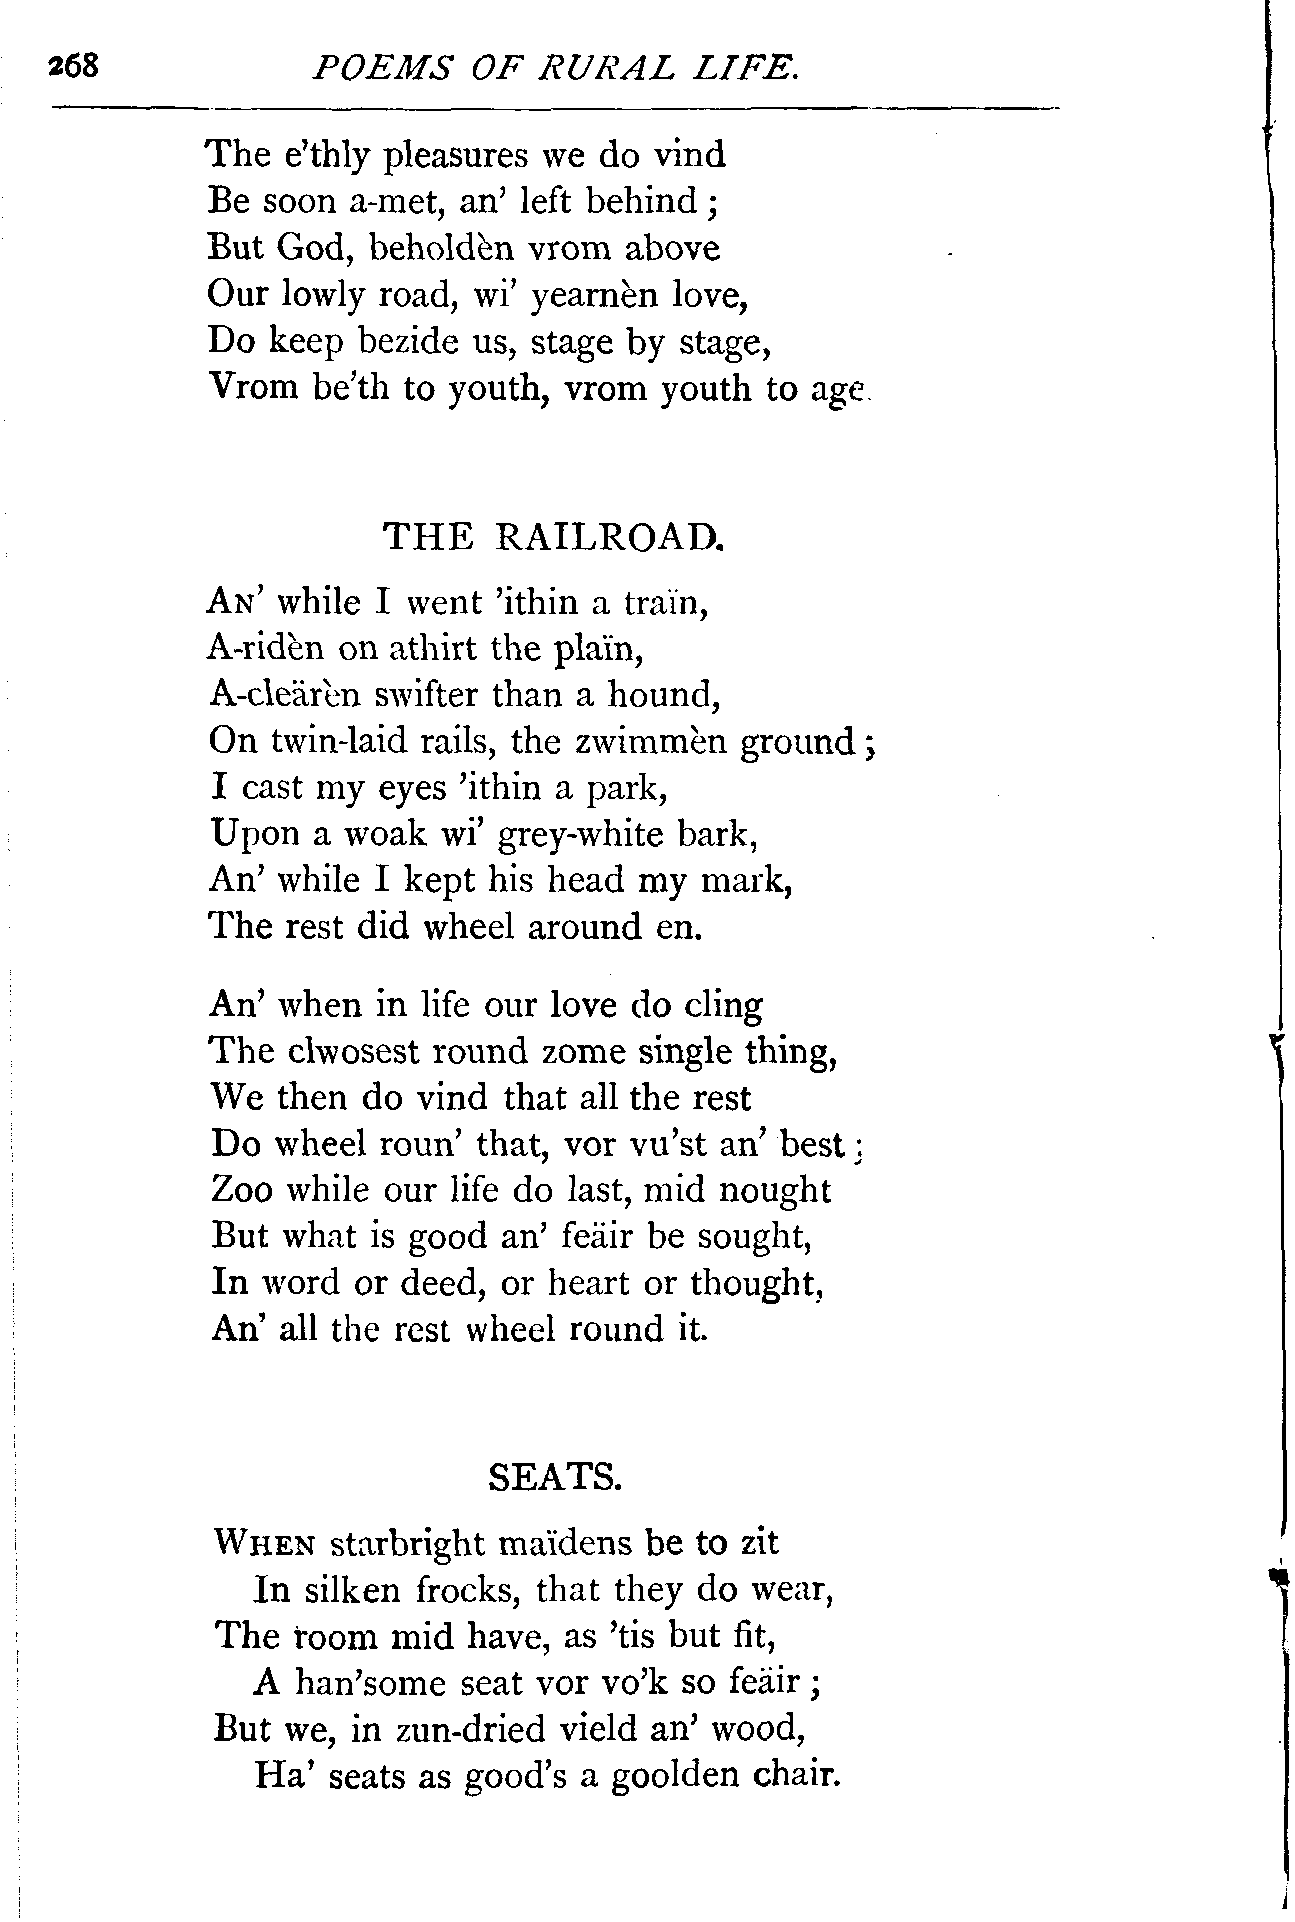 268 POEMS OF RURAL LIFE.
The e'thly pleasures we do vind
Be soon a-met, an' left behind;
But God, beholdèn vrom above
Our lowly road, wi' yearnèn love,
Do keep bezide us, stage by stage,
Vrom be'th to youth, vrom youth to age.
THE RAILROAD.
AN' while I went 'ithin a traïn,
A-ridèn on athirt the plaïn,
A-cleärèn swifter than a hound,
On twin-laid rails, the zwimmèn ground;
I cast my eyes 'ithin a park,
Upon a woak wi' grey-white bark,
An' while I kept his head my mark,
The rest did wheel around en.
An' when in life our love do cling
The clwosest round zome single thing,
We then do vind that all the rest
Do wheel roun' that, vor vu'st an' best;
Zoo while our life do last, mid nought
But what is good an' feäir be sought,
In word or deed, or heart or thought,
An' all the rest wheel round it.
SEATS.
WHEN starbright maïdens be to zit
In silken frocks, that they do wear,
The room mid have, as 'tis but fit,
A han'some seat vor vo'k so feäir;
But we, in zun-dried vield an' wood,
Ha' seats as good's a goolden chair.